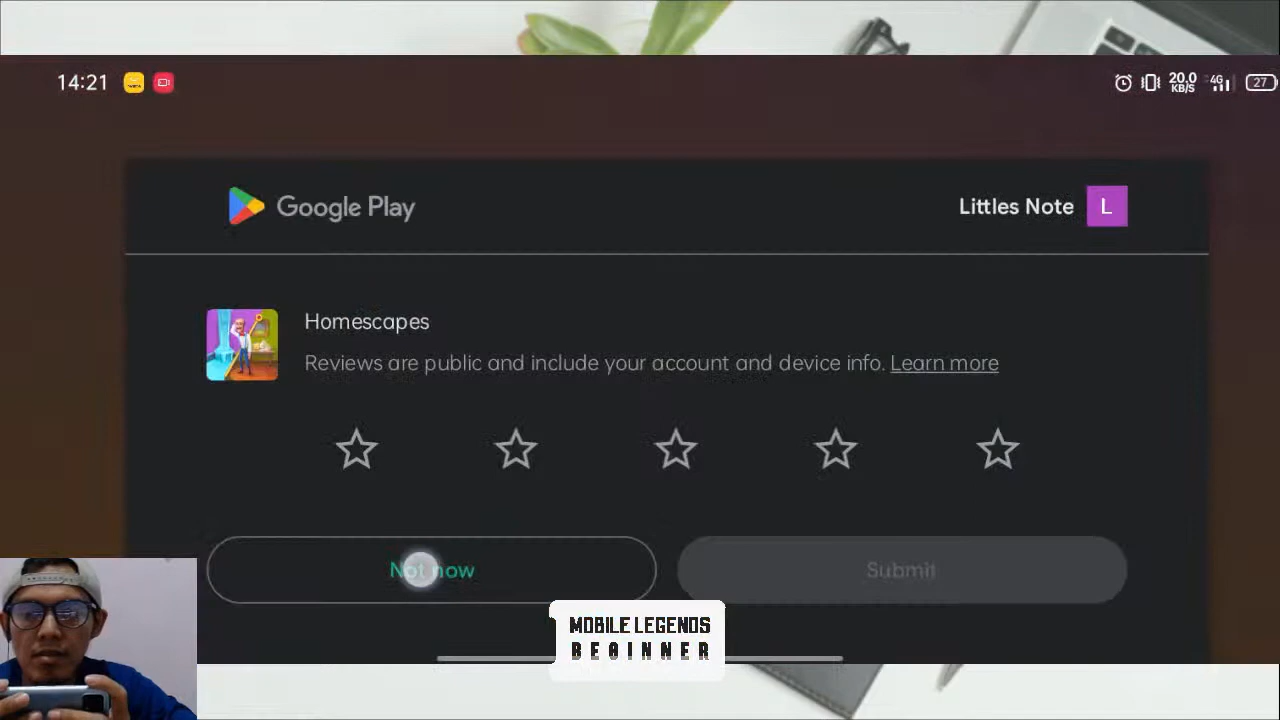 14:21
20.0
KB/S
4G
27
Google Play
Littles Note L
Homescapes
Reviews are public and include your account and device info. Learn more
Not now
Submit
MOBILE LEGENDS
BEGINNER